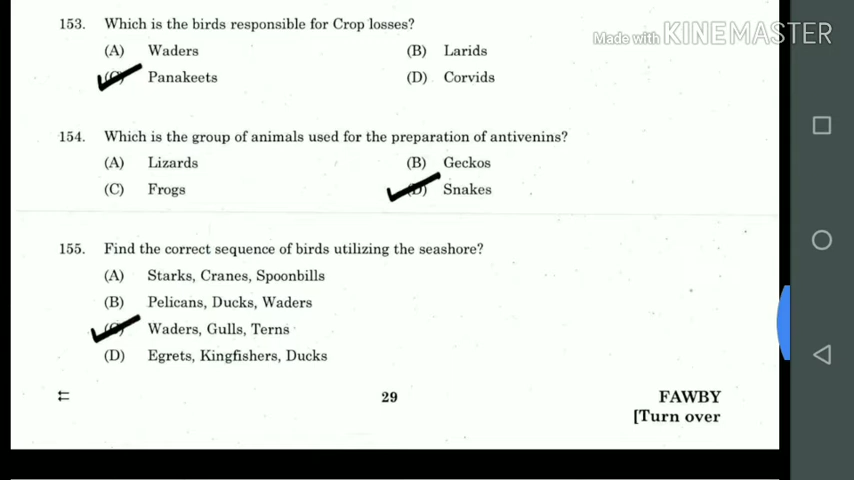 Made with KINEMASTER
153. Which is the birds responsible for Crop losses?
(A) Waders (B) Larids
(C) Panakeets (D) Corvids
154. Which is the group of animals used for the preparation of antivenins?
(A) Lizards (B) Geckos
(C) Frogs (D) Snakes
155. Find the correct sequence of birds utilizing the seashore?
(A) Starks, Cranes, Spoonbills
(B) Pelicans, Ducks, Waders
(C) Waders, Gulls, Terns
(D) Egrets, Kingfishers, Ducks
29 FAWBY
[Turn over